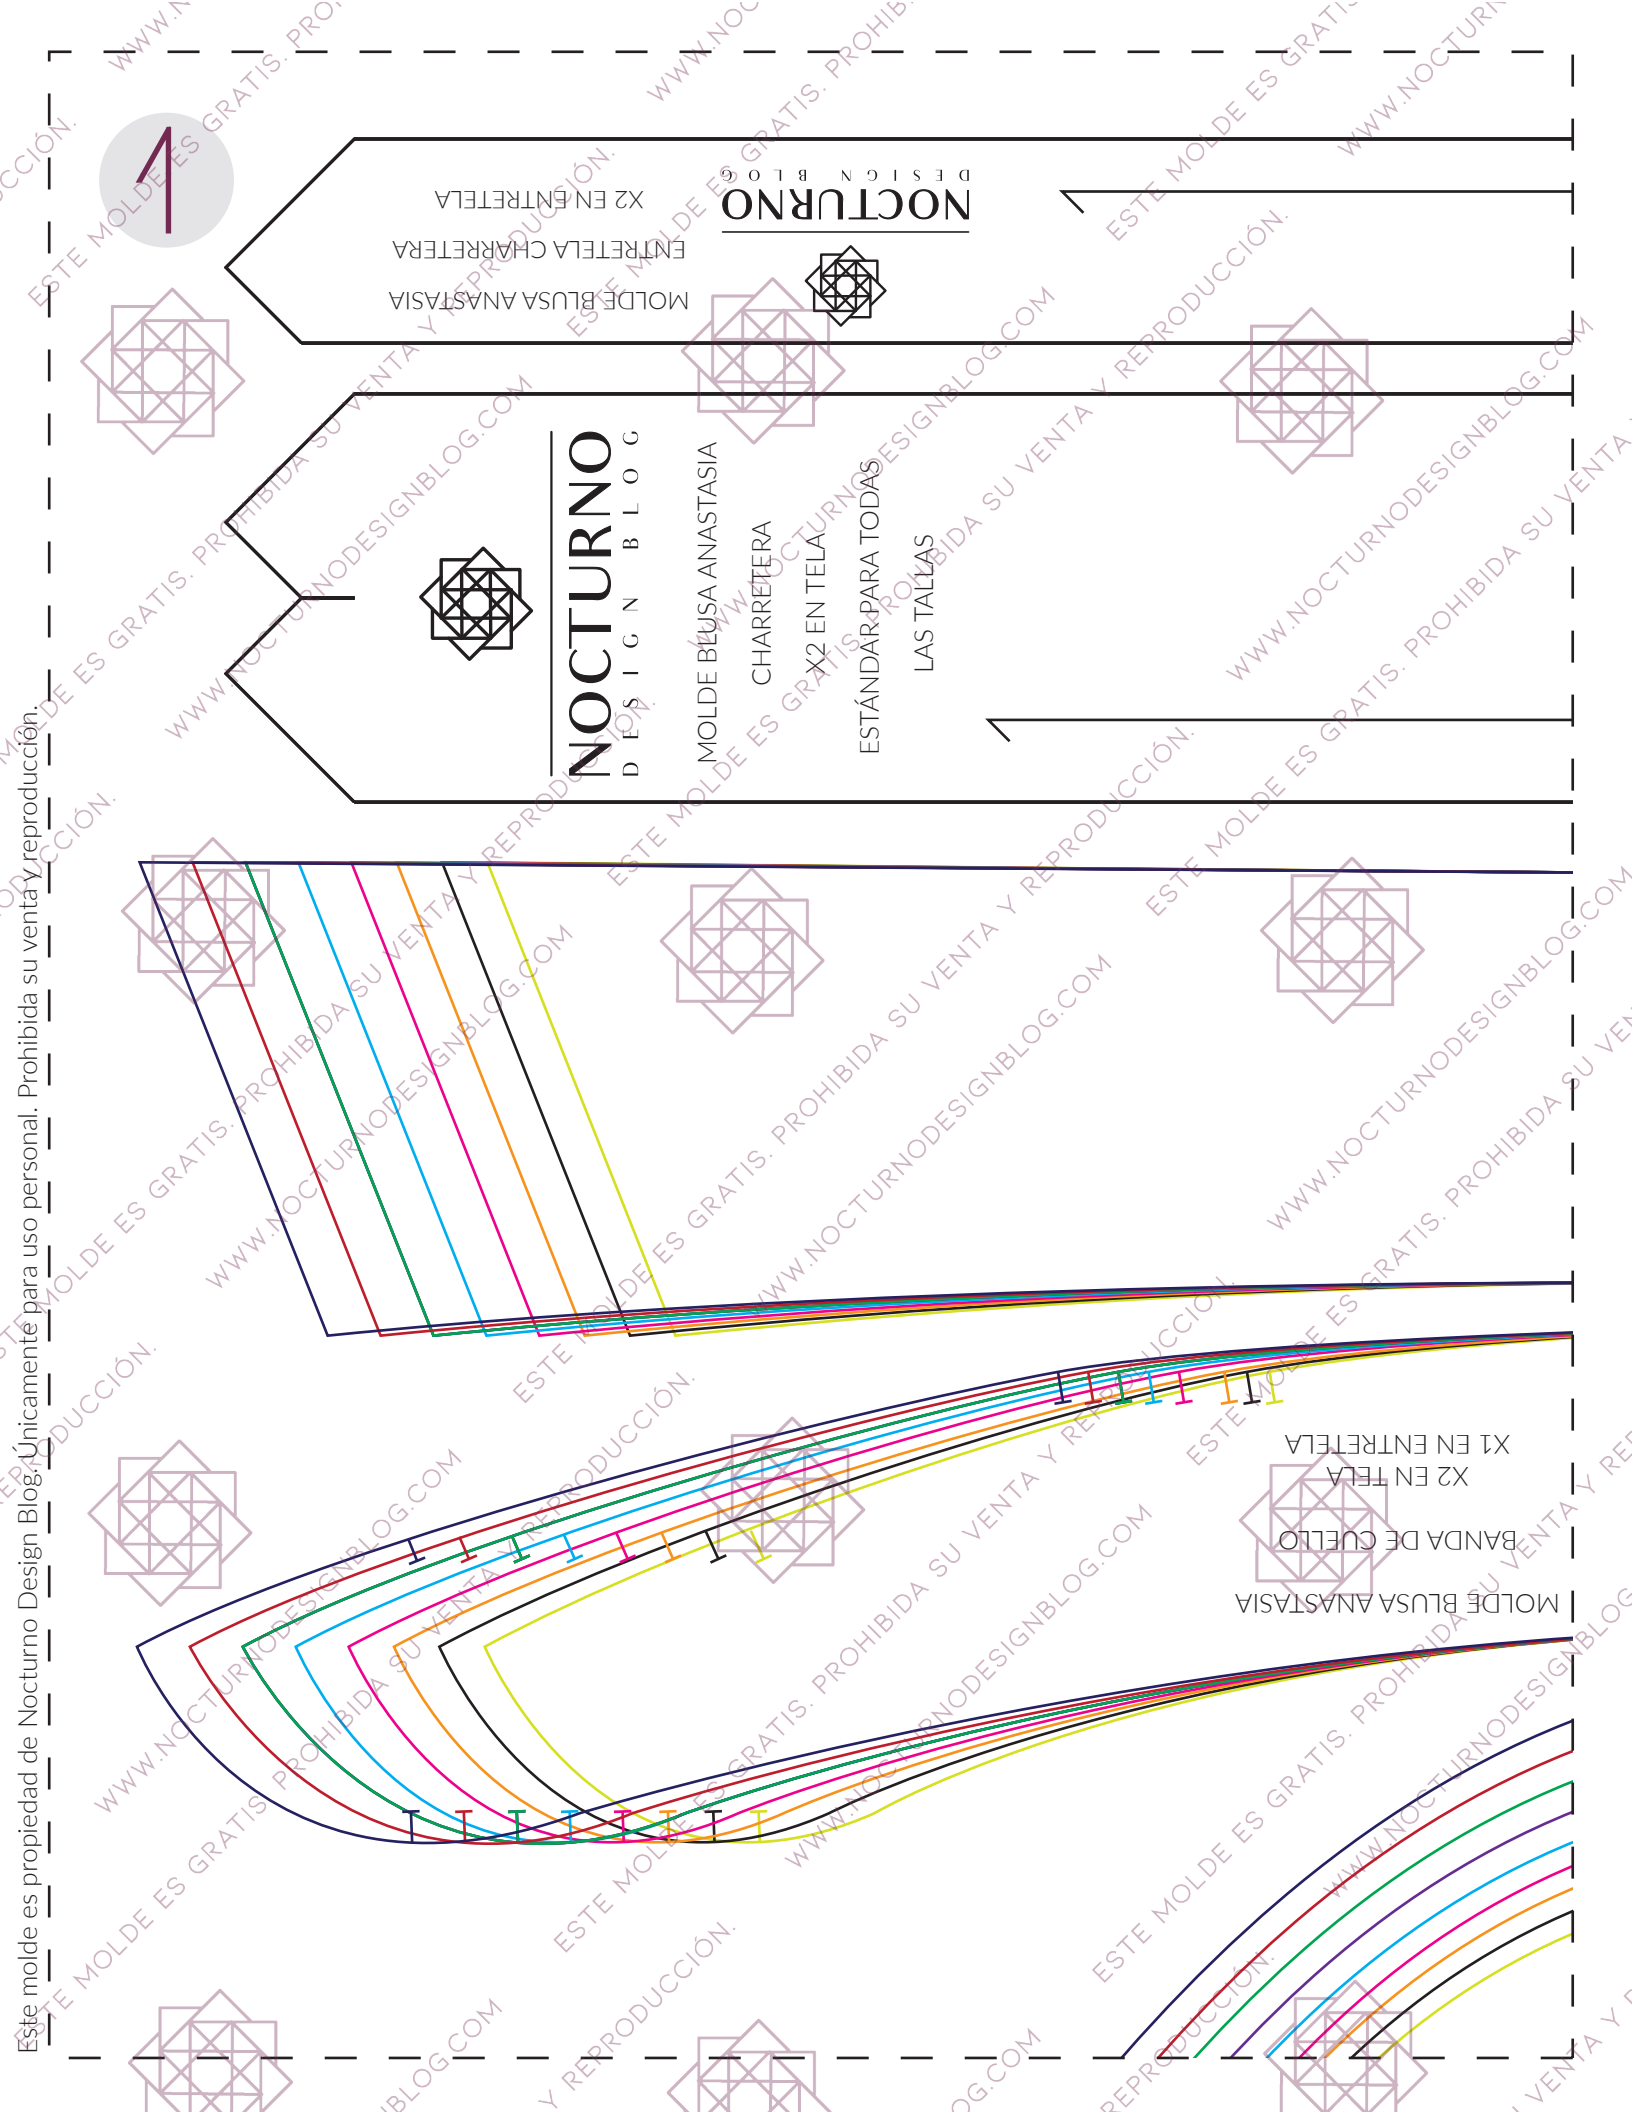 1
MOLDE BLUSA ANASTASIA
ENTRETELA CHARRETERA
X2 EN ENTRETELA
NOCTURNO
DESIGN BLOG
NOCTURNO
DESIGN BLOG
MOLDE BLUSA ANASTASIA
CHARRETERA
X2 EN TELA
ESTÁNDAR PARA TODAS
LAS TALLAS
MOLDE BLUSA ANASTASIA
BANDA DE CUELLO
X2 EN TELA
X1 EN ENTRETELA
Este molde es propiedad de Nocturno Design Blog. Únicamente para uso personal. Prohibida su venta y reproducción.
ESTE MOLDE ES GRATIS. PROHIBIDA SU VENTA Y REPRODUCCIÓN.
WWW.NOCTURNODESIGNBLOG.COM